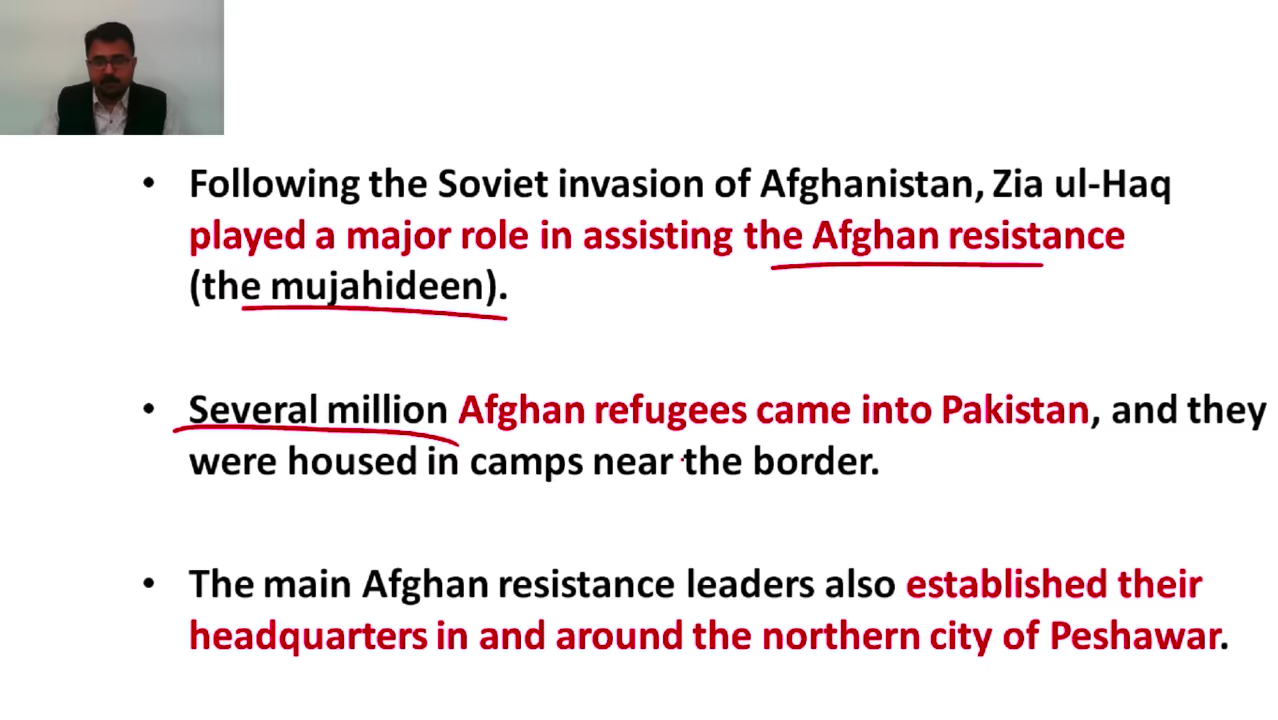 • Following the Soviet invasion of Afghanistan, Zia ul-Haq
played a major role in assisting the Afghan resistance
(the mujahideen).
• Several million Afghan refugees came into Pakistan, and they
were housed in camps near the border.
• The main Afghan resistance leaders also established their
headquarters in and around the northern city of Peshawar.